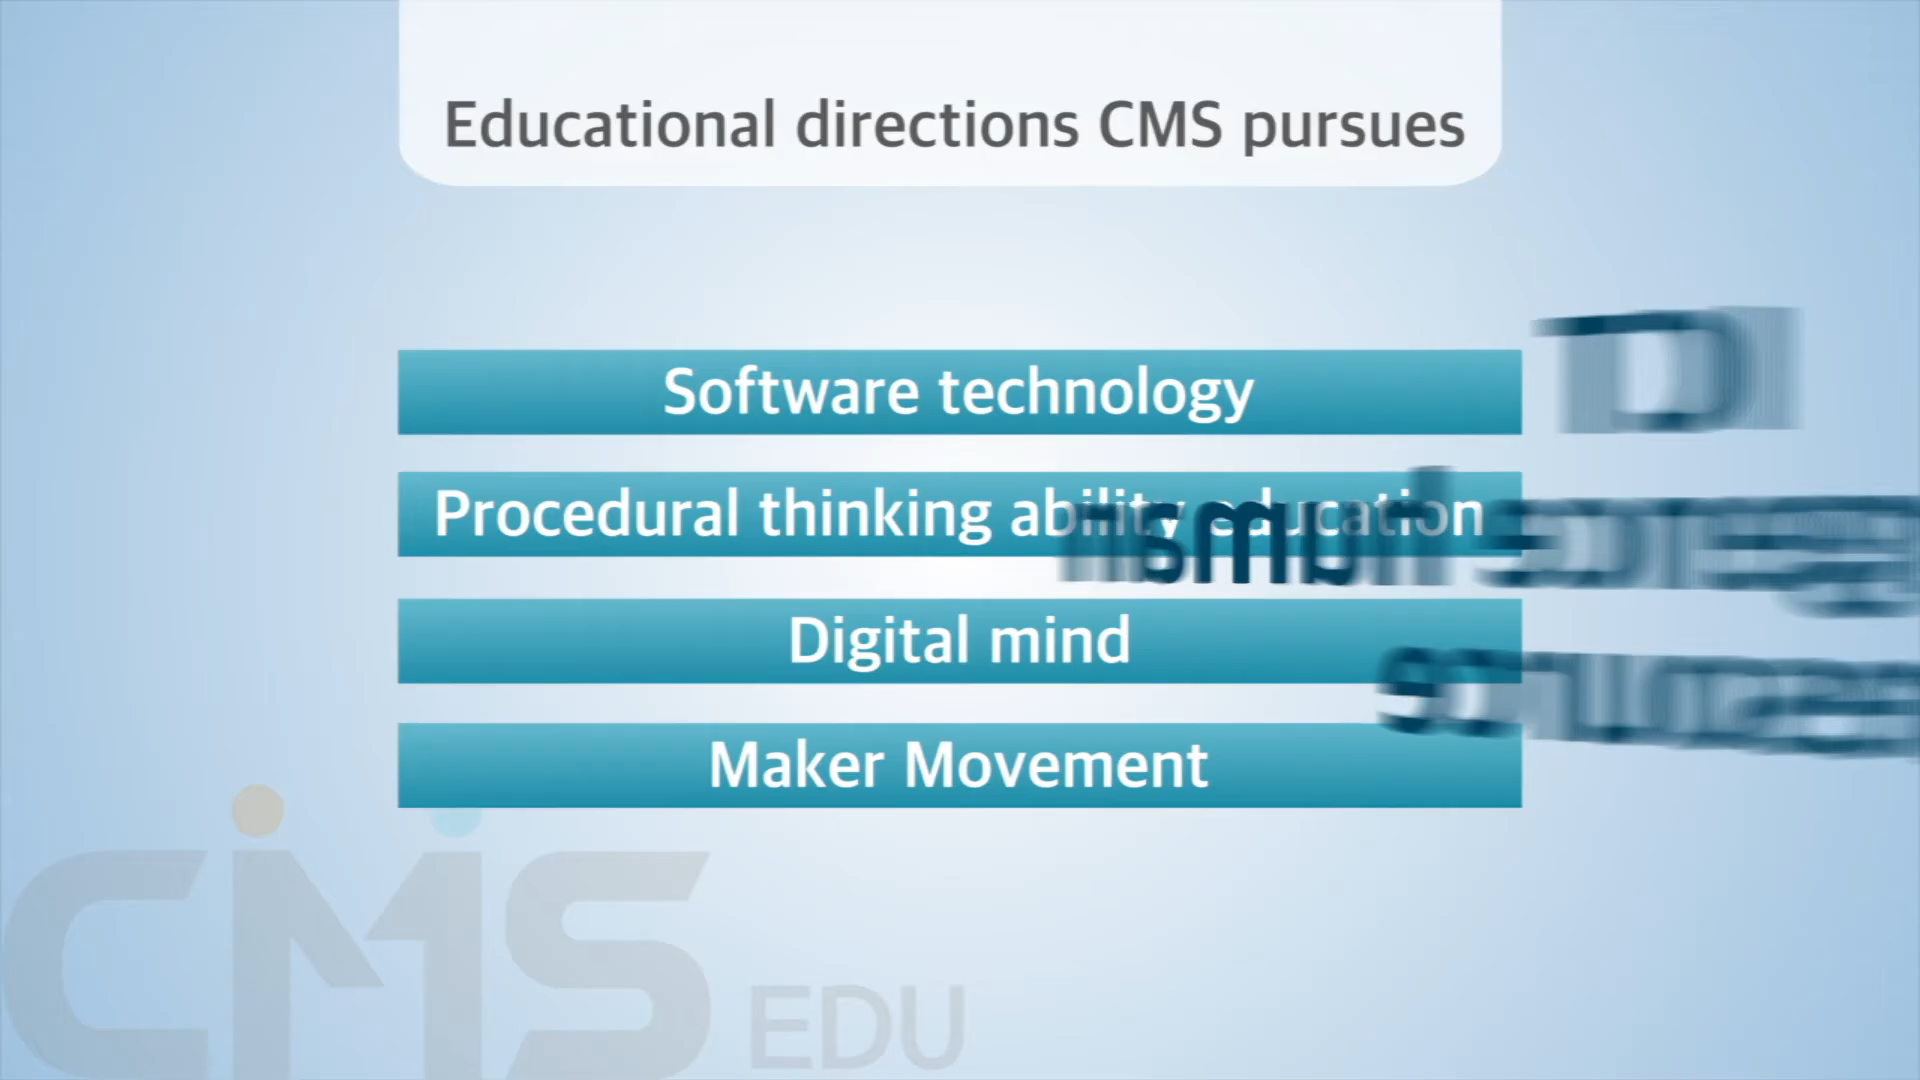 Educational directions CMS pursues
Software technology
Procedural thinking ability education
Digital mind
Maker Movement
CMS EDU